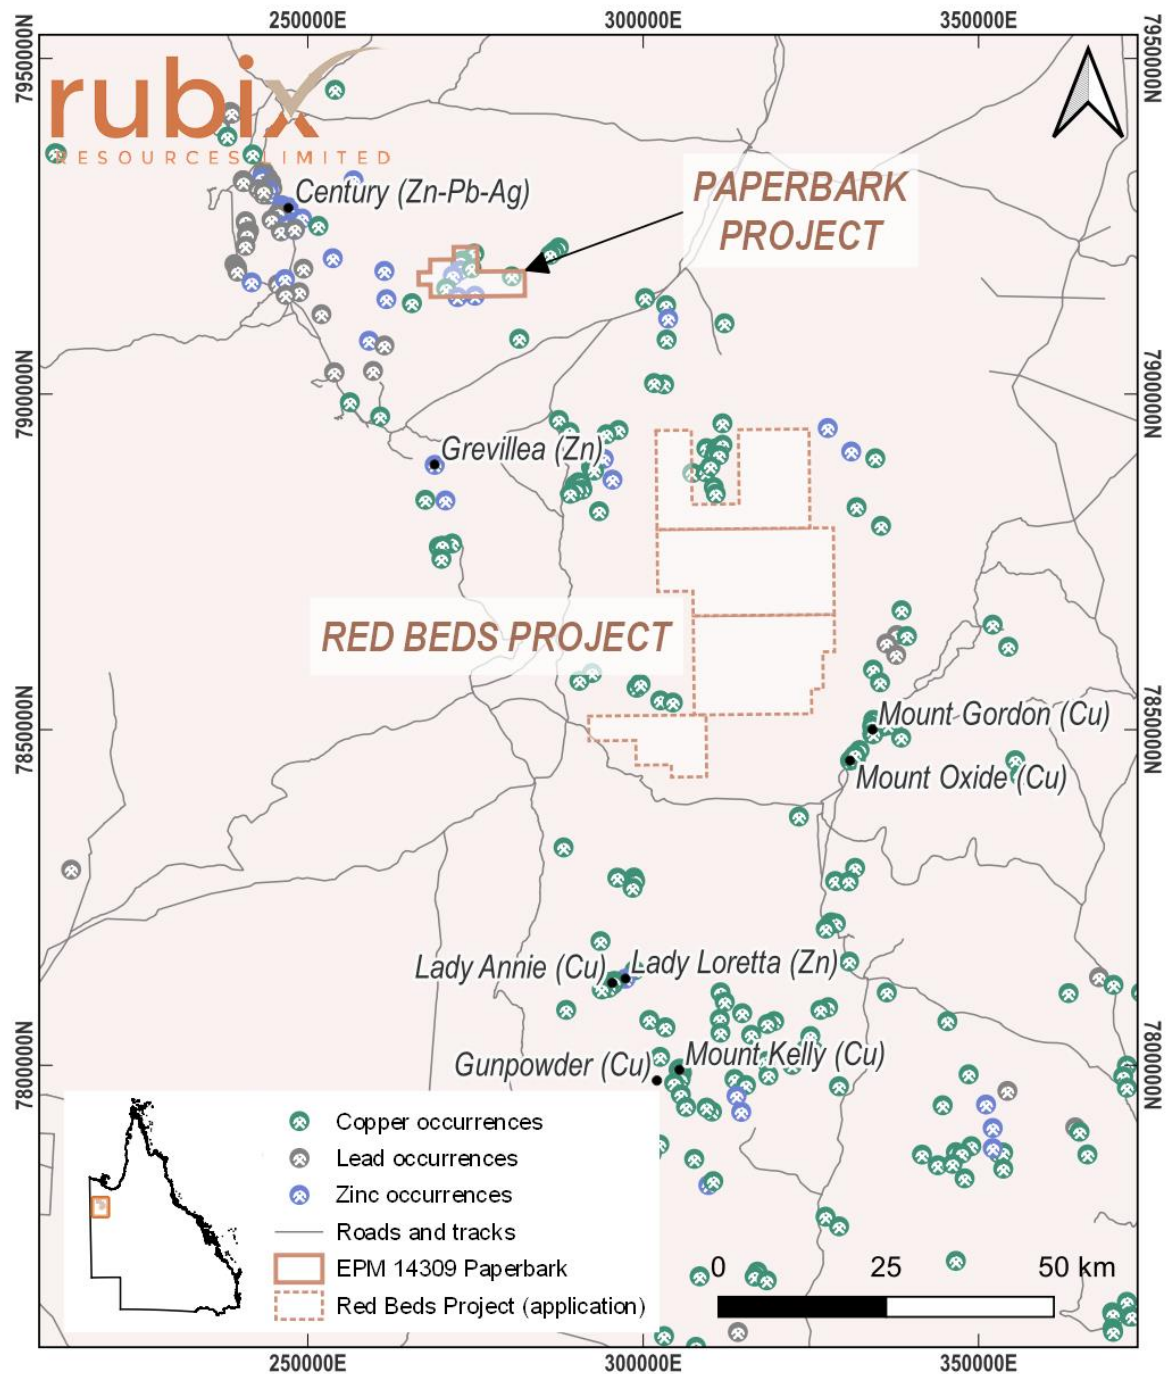 250000E 300000E 350000E
7950000N
7950000N
rubix
RESOURCES LIMITED
Century (Zn-Pb-Ag)
PAPERBARK
PROJECT
7900000N
7900000N
Grevillea (Zn)
RED BEDS PROJECT
7850000N
7850000N
Mount Gordon (Cu)
Mount Oxide (Cu)
Lady Annie (Cu)
Lady Loretta (Zn)
Gunpowder (Cu)
Mount Kelly (Cu)
7800000N
7800000N
Copper occurrences
Lead occurrences
Zinc occurrences
Roads and tracks
EPM 14309 Paperbark
Red Beds Project (application)
0 25 50 km
250000E 300000E 350000E